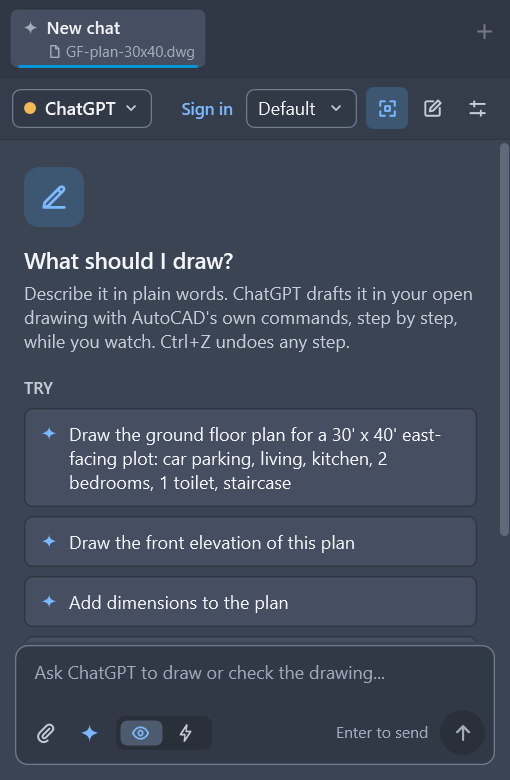 New chat
GF-plan-30x40.dwg
ChatGPT
Sign in
Default
What should I draw?
Describe it in plain words. ChatGPT drafts it in your open
drawing with AutoCAD's own commands, step by step,
while you watch. Ctrl+Z undoes any step.
TRY
Draw the ground floor plan for a 30' x 40' east-
facing plot: car parking, living, kitchen, 2
bedrooms, 1 toilet, staircase
Draw the front elevation of this plan
Add dimensions to the plan
Ask ChatGPT to draw or check the drawing...
Enter to send